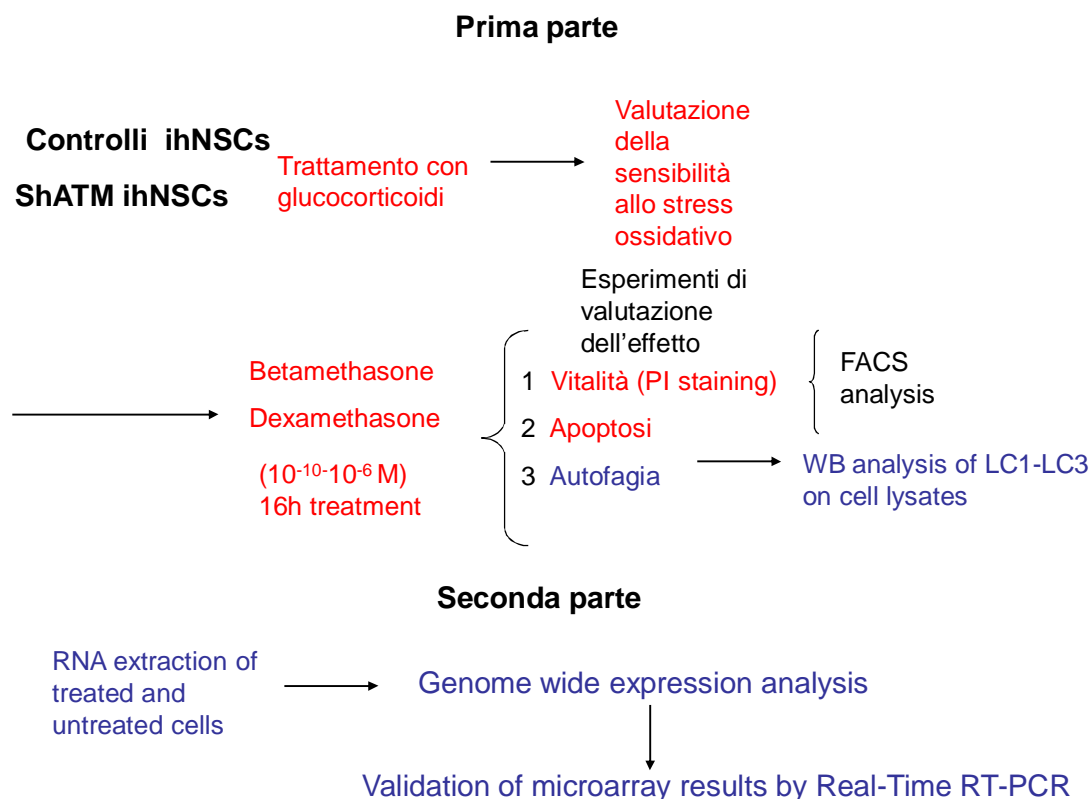 Prima parte
Controlli ihNSCs
ShATM ihNSCs
Trattamento con
glucocorticoidi
Valutazione
della
sensibilità
allo stress
ossidativo
Esperimenti di
valutazione
dell'effetto
Betamethasone
Dexamethasone
(10-10-10-6 M)
16h treatment
1 Vitalità (PI staining)
2 Apoptosi
3 Autofagia
FACS
analysis
WB analysis of LC1-LC3
on cell lysates
Seconda parte
RNA extraction of
treated and
untreated cells
Genome wide expression analysis
Validation of microarray results by Real-Time RT-PCR